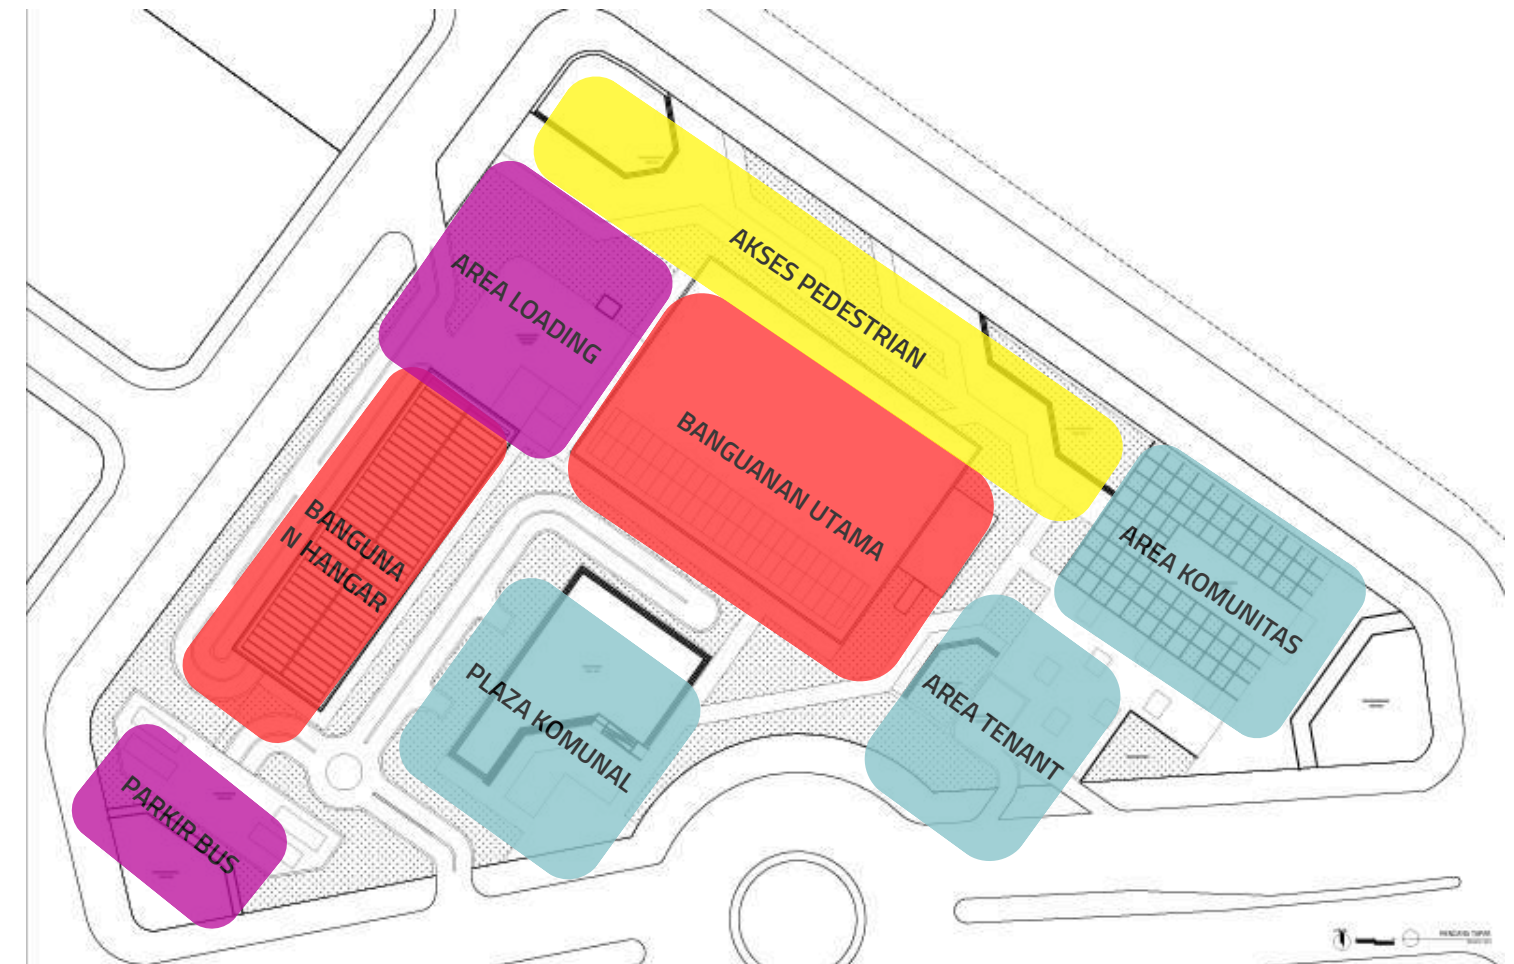 AKSES PEDESTRIAN
AREA LOADING
BANGUANAN UTAMA
BANGUNA
N HANGAR
AREA KOMUNITAS
PLAZA KOMUNAL
AREA TENANT
PARKIR BUS